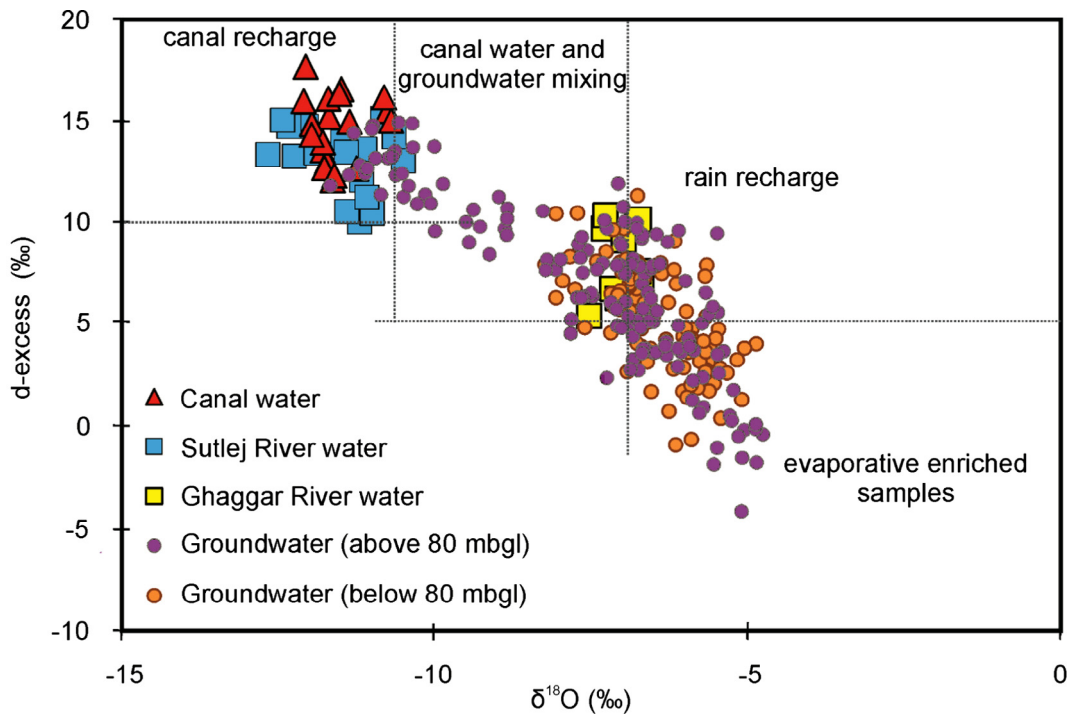 20
15
10
5
0
-5
-10
d-excess (‰)
canal recharge
canal water and
groundwater mixing
rain recharge
evaporative enriched
samples
Canal water
Sutlej River water
Ghaggar River water
Groundwater (above 80 mbgl)
Groundwater (below 80 mbgl)
-15 -10 -5 0
δ¹⁸O (‰)